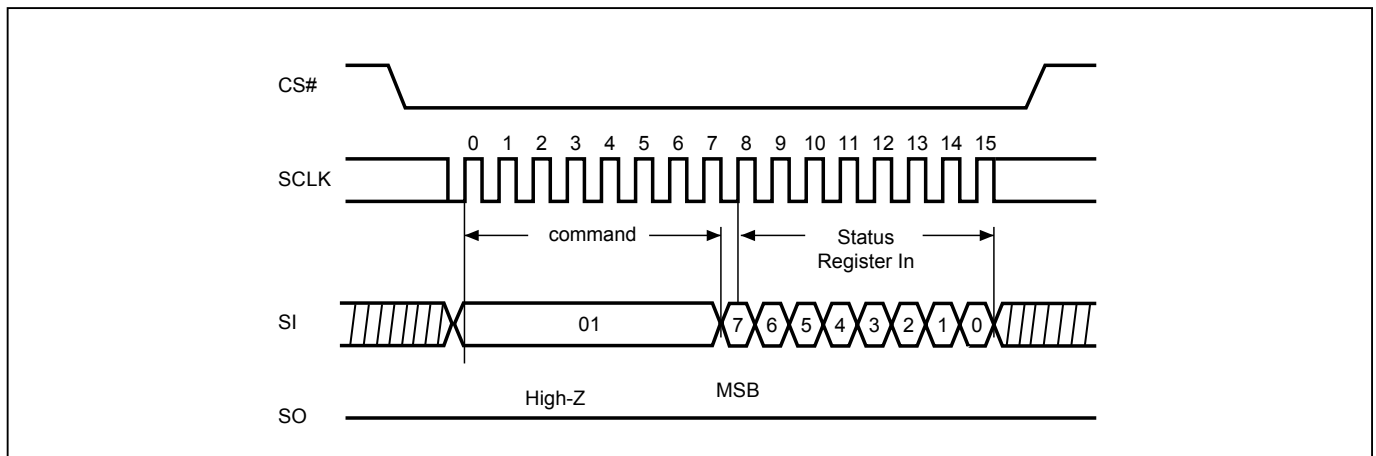 CS#
0 1 2 3 4 5 6 7 8 9 10 11 12 13 14 15
SCLK
command
Status
Register In
SI
01
7 6 5 4 3 2 1 0
High-Z
MSB
SO